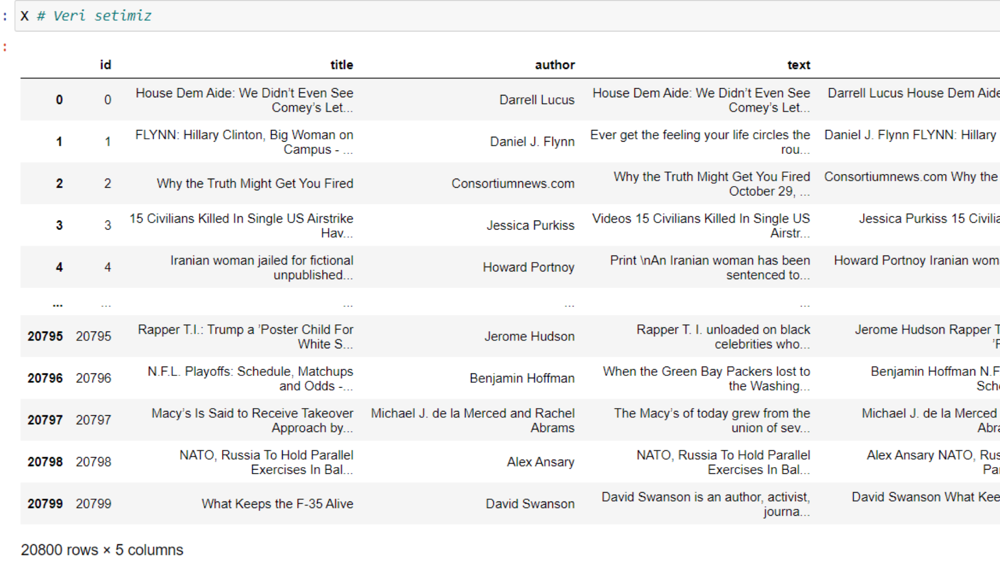 : X # Veri setimiz
:
id title author text
0 0 House Dem Aide: We Didn’t Even See Comey’s Let... Darrell Lucus House Dem Aide: We Didn’t Even See Comey’s Let... Darrell Lucus House Dem Aide
1 1 FLYNN: Hillary Clinton, Big Woman on Campus - ... Daniel J. Flynn Ever get the feeling your life circles the rou... Daniel J. Flynn FLYNN: Hillary
2 2 Why the Truth Might Get You Fired Consortiumnews.com Why the Truth Might Get You Fired October 29, ... Consortiumnews.com Why the
3 3 15 Civilians Killed In Single US Airstrike Hav... Jessica Purkiss Videos 15 Civilians Killed In Single US Airstr... Jessica Purkiss 15 Civilia
4 4 Iranian woman jailed for fictional unpublished... Howard Portnoy Print \nAn Iranian woman has been sentenced to... Howard Portnoy Iranian wom
... ... ... ... ...
20795 20795 Rapper T.I.: Trump a ’Poster Child For White S... Jerome Hudson Rapper T. I. unloaded on black celebrities who... Jerome Hudson Rapper T
20796 20796 N.F.L. Playoffs: Schedule, Matchups and Odds -... Benjamin Hoffman When the Green Bay Packers lost to the Washing... Benjamin Hoffman N.F Sche
20797 20797 Macy’s Is Said to Receive Takeover Approach by... Michael J. de la Merced and Rachel Abrams The Macy’s of today grew from the union of sev... Michael J. de la Merced Abra
20798 20798 NATO, Russia To Hold Parallel Exercises In Bal... Alex Ansary NATO, Russia To Hold Parallel Exercises In Bal... Alex Ansary NATO, Rus Par
20799 20799 What Keeps the F-35 Alive David Swanson David Swanson is an author, activist, journa... David Swanson What Kee
20800 rows × 5 columns